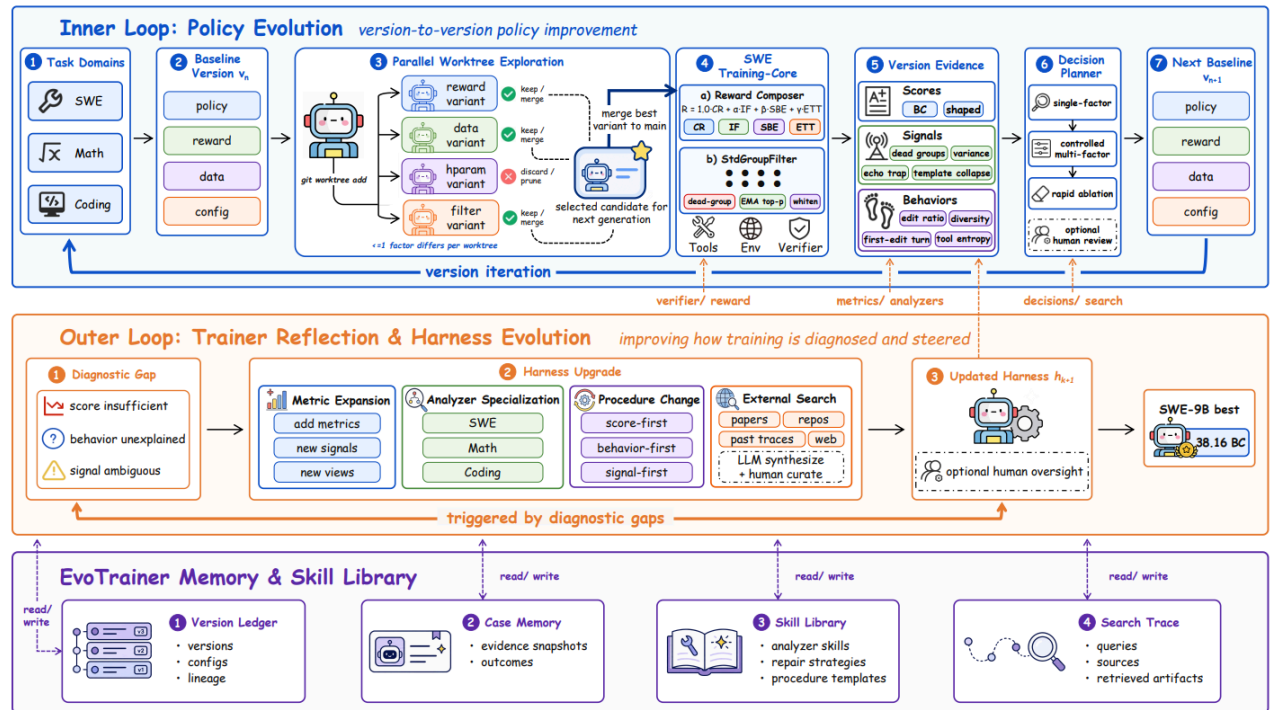 Inner Loop: Policy Evolution version-to-version policy improvement
1 Task Domains
SWE
√x Math
Coding
2 Baseline
Version vn
policy
reward
data
config
3 Parallel Worktree Exploration
git worktree add
reward
variant
keep /
merge
data
variant
keep /
merge
hparam
variant
discard /
prune
filter
variant
keep /
merge
<=1 factor differs per worktree
merge best
variant to main
selected candidate for
next generation
4 SWE
Training-Core
a) Reward Composer
R = 1.0·CR + α·IF + β·SBE + γ·ETT
CR IF SBE ETT
b) StdGroupFilter
dead-group EMA top-p whiten
Tools Env Verifier
5 Version Evidence
A+
Scores
BC shaped
Signals
dead groups variance
echo trap template collapse
Behaviors
edit ratio diversity
first-edit turn tool entropy
6 Decision
Planner
single-factor
controlled
multi-factor
rapid ablation
optional
human review
7 Next Baseline
vn+1
policy
reward
data
config
version iteration
verifier/ reward
metrics/ analyzers
decisions/ search
Outer Loop: Trainer Reflection & Harness Evolution improving how training is diagnosed and steered
1 Diagnostic Gap
score insufficient
? behavior unexplained
! signal ambiguous
2 Harness Upgrade
Metric Expansion
add metrics
new signals
new views
Analyzer Specialization
SWE
Math
Coding
Procedure Change
score-first
behavior-first
signal-first
External Search
papers repos
past traces web
LLM synthesize
+ human curate
3 Updated Harness hk+1
optional human oversight
SWE-9B best
38.16 BC
triggered by diagnostic gaps
EvoTrainer Memory & Skill Library
read/
write
read/ write
read/ write
read/ write
1 Version Ledger
v3
v2
v1
• versions
• configs
• lineage
2 Case Memory
• evidence snapshots
• outcomes
3 Skill Library
• analyzer skills
• repair strategies
• procedure templates
4 Search Trace
• queries
• sources
• retrieved artifacts